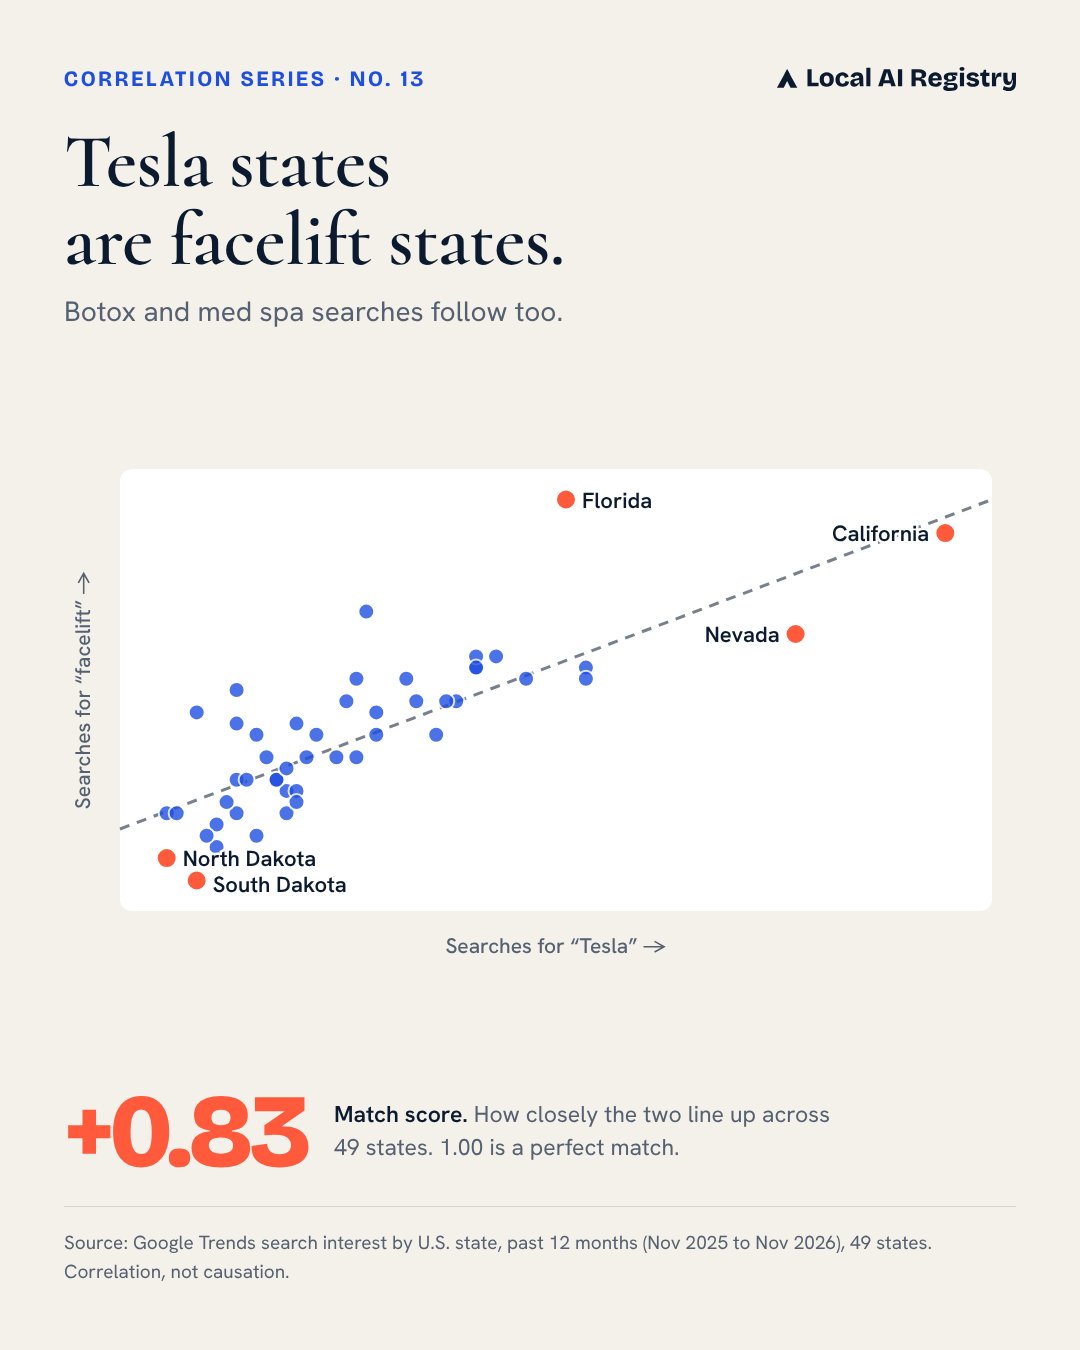 CORRELATION SERIES · NO. 13
Local AI Registry
Tesla states
are facelift states.
Botox and med spa searches follow too.
Florida
California
Nevada
North Dakota
South Dakota
Searches for “facelift” →
Searches for “Tesla” →
+0.83
Match score. How closely the two line up across
49 states. 1.00 is a perfect match.
Source: Google Trends search interest by U.S. state, past 12 months (Nov 2025 to Nov 2026), 49 states.
Correlation, not causation.